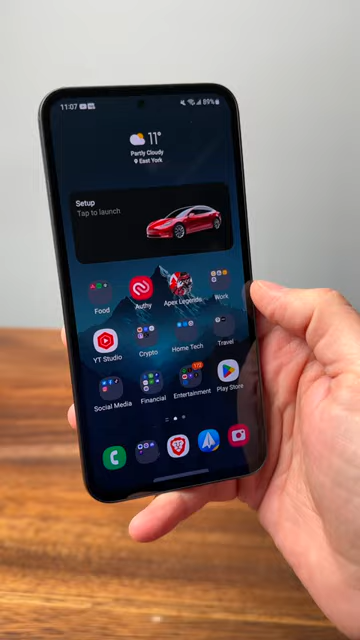 11:07
89%
11°
Partly Cloudy
East York
Setup
Tap to launch
Food
Authy
Apex Legends
Work
YT Studio
Crypto
Home Tech
Travel
Social Media
Financial
Entertainment
Play Store